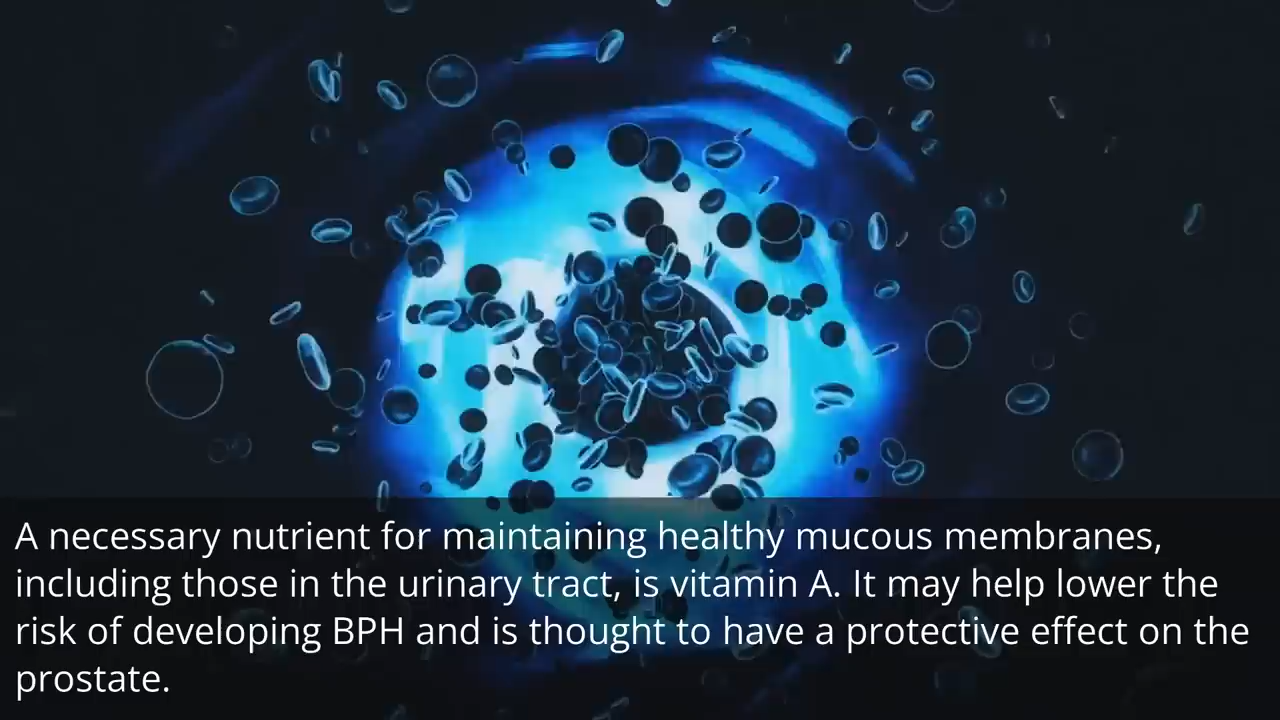 A necessary nutrient for maintaining healthy mucous membranes,
including those in the urinary tract, is vitamin A. It may help lower the
risk of developing BPH and is thought to have a protective effect on the
prostate.